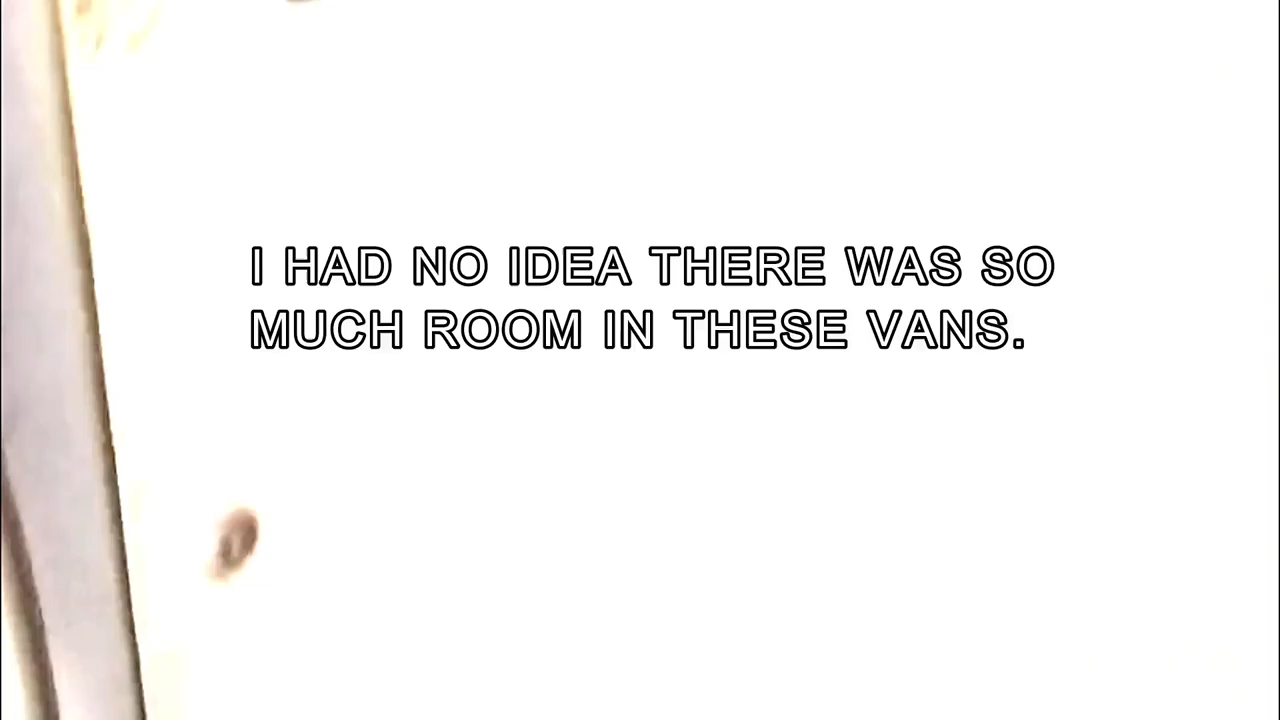 I HAD NO IDEA THERE WAS SO
MUCH ROOM IN THESE VANS.